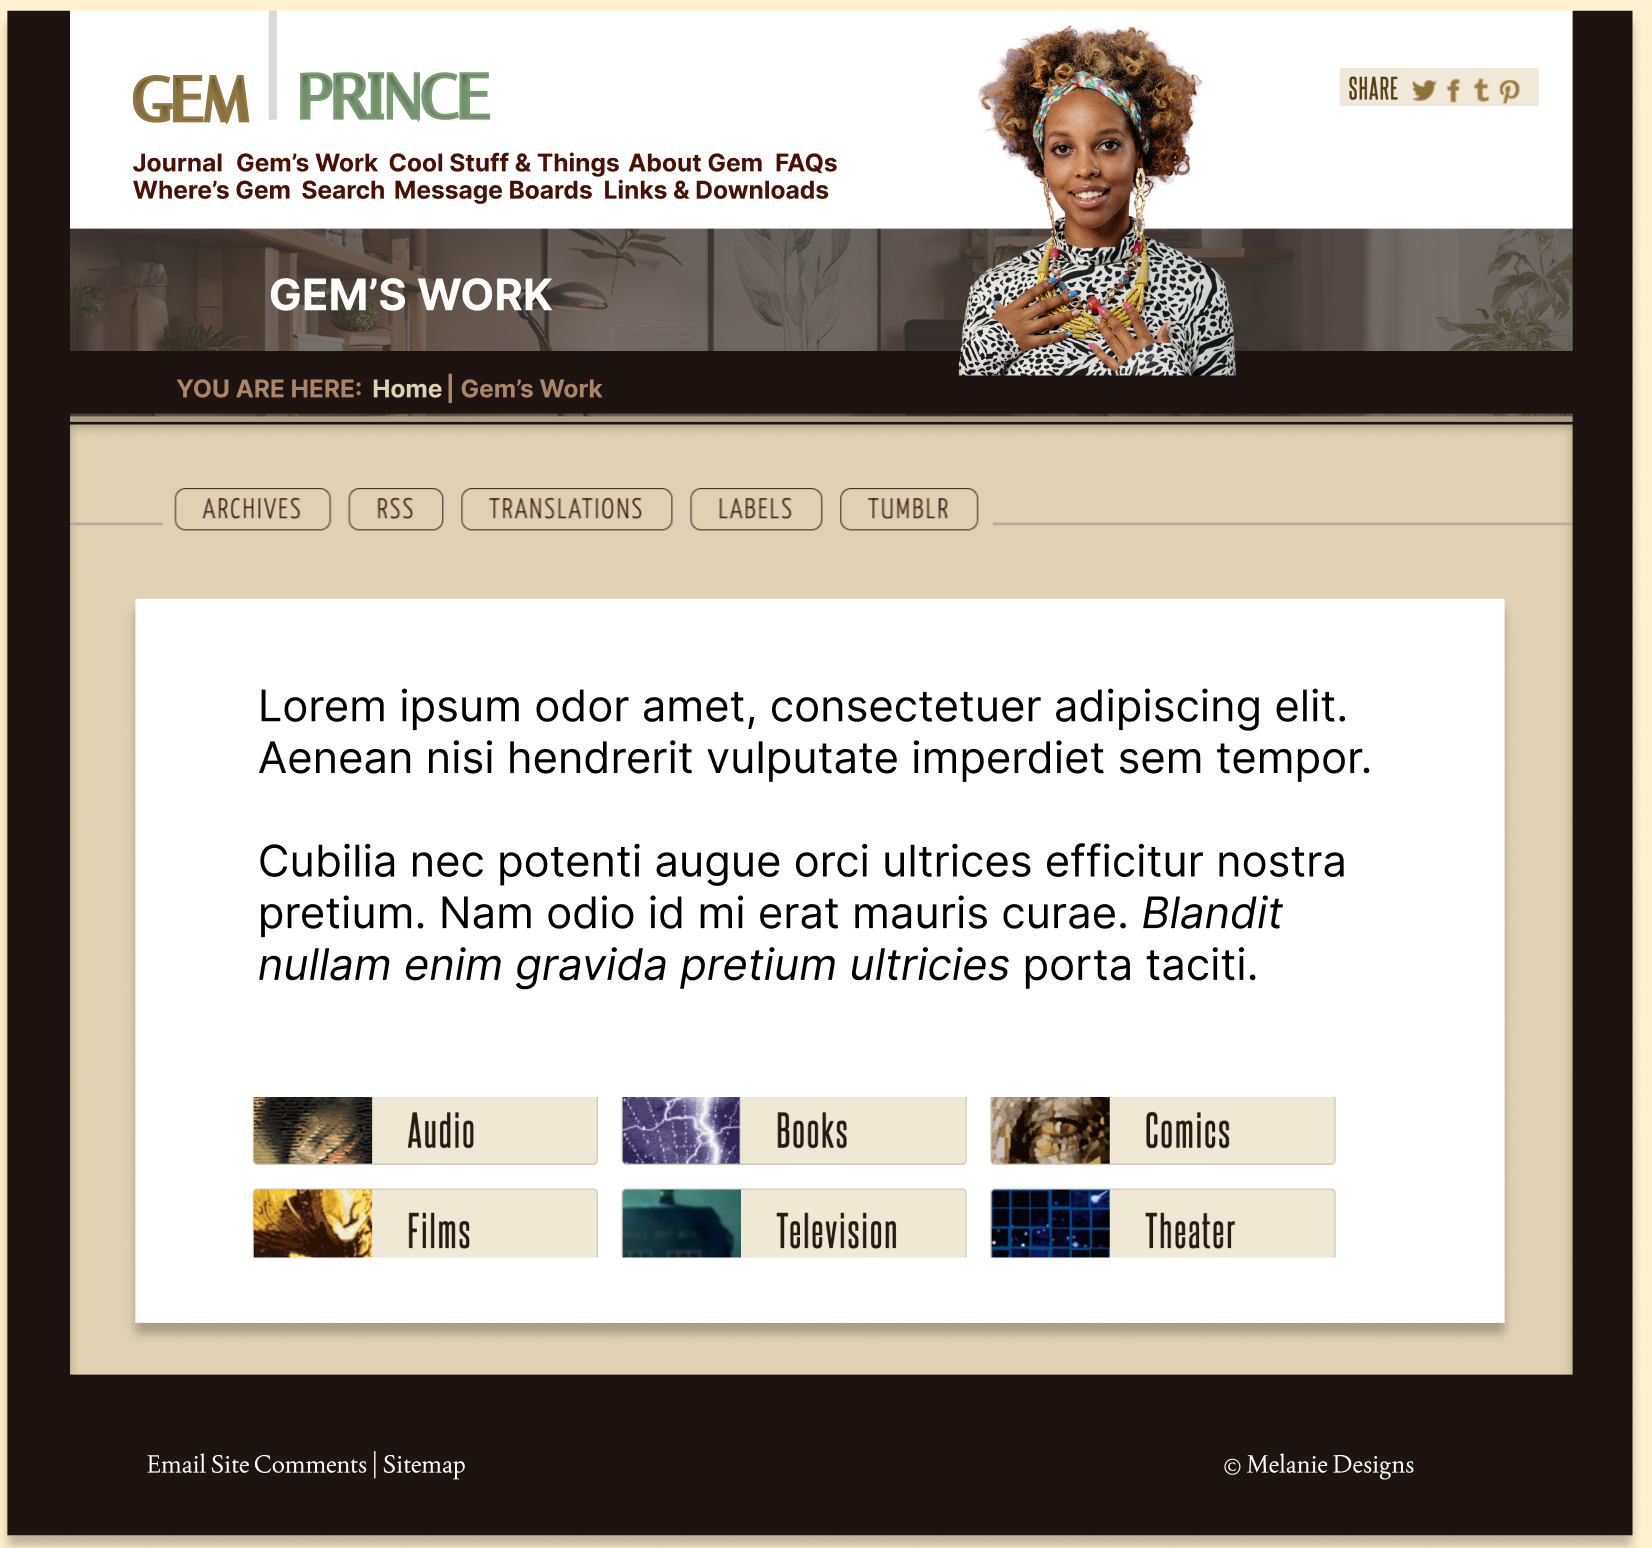 GEM PRINCE
SHARE
Journal Gem’s Work Cool Stuff & Things About Gem FAQs
Where’s Gem Search Message Boards Links & Downloads
GEM’S WORK
YOU ARE HERE: Home | Gem’s Work
ARCHIVES RSS TRANSLATIONS LABELS TUMBLR
Lorem ipsum odor amet, consectetuer adipiscing elit.
Aenean nisi hendrerit vulputate imperdiet sem tempor.
Cubilia nec potenti augue orci ultrices efficitur nostra
pretium. Nam odio id mi erat mauris curae. Blandit
nullam enim gravida pretium ultricies porta taciti.
Audio Books Comics
Films Television Theater
Email Site Comments | Sitemap © Melanie Designs